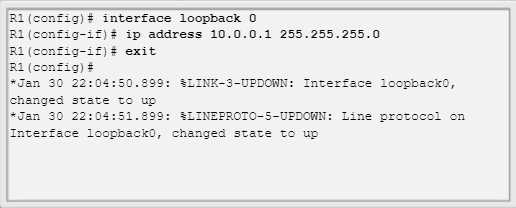 R1(config)# interface loopback 0
R1(config-if)# ip address 10.0.0.1 255.255.255.0
R1(config-if)# exit
R1(config)#
*Jan 30 22:04:50.899: %LINK-3-UPDOWN: Interface loopback0,
changed state to up
*Jan 30 22:04:51.899: %LINEPROTO-5-UPDOWN: Line protocol on
Interface loopback0, changed state to up